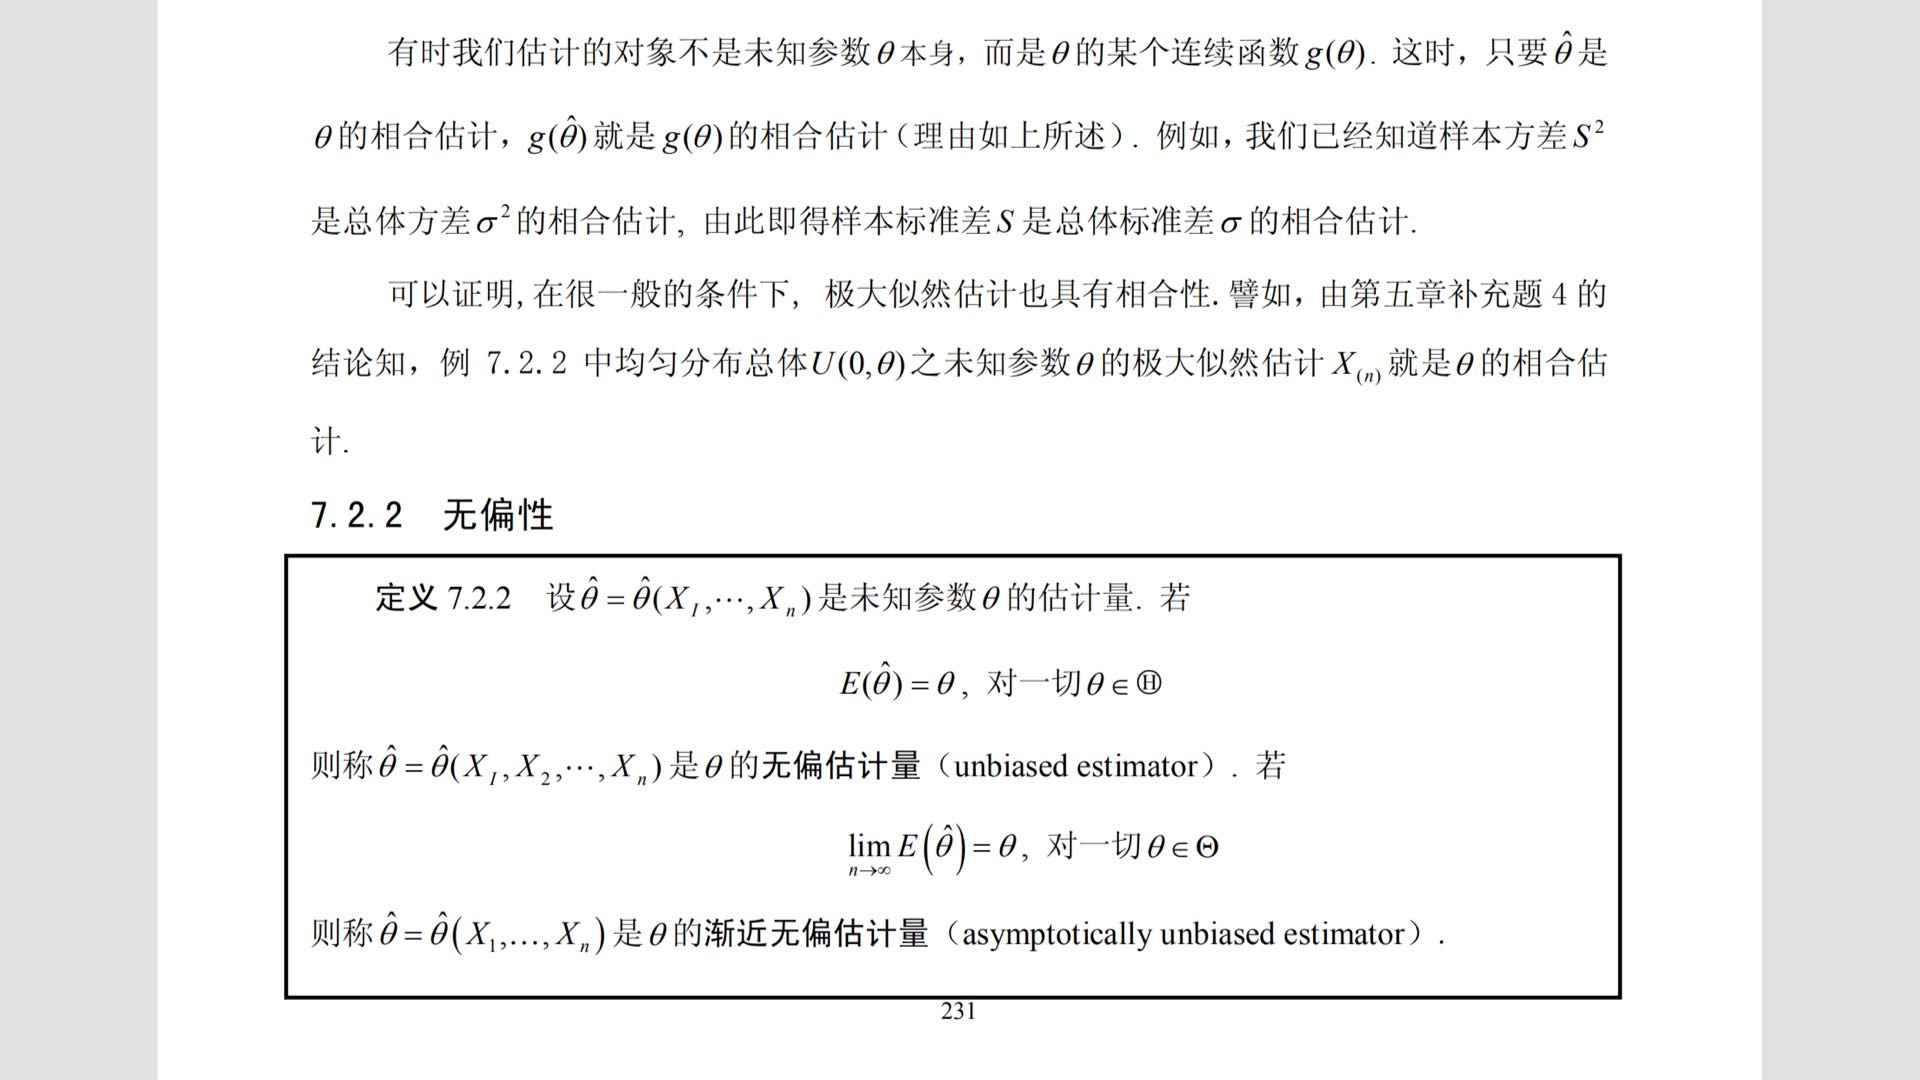 有时我们估计的对象不是未知参数θ本身，而是θ的某个连续函数g(θ). 这时，只要θ̂是
θ的相合估计，g(θ̂)就是g(θ)的相合估计（理由如上所述）. 例如，我们已经知道样本方差S²
是总体方差σ²的相合估计, 由此即得样本标准差S是总体标准差σ的相合估计.
可以证明,在很一般的条件下, 极大似然估计也具有相合性.譬如，由第五章补充题 4 的
结论知，例 7.2.2 中均匀分布总体U(0,θ)之未知参数θ的极大似然估计X₍ₙ₎就是θ的相合估
计.
7.2.2 无偏性
定义 7.2.2 设θ̂ = θ̂(X_I,⋯,X_n)是未知参数θ的估计量. 若
E(θ̂) = θ, 对一切θ∈Ⓗ
则称θ̂ = θ̂(X_I,X_2,⋯,X_n)是θ的无偏估计量（unbiased estimator）. 若
lim_{n→∞} E(θ̂) = θ, 对一切θ∈Θ
则称θ̂ = θ̂(X_1,…,X_n)是θ的渐近无偏估计量（asymptotically unbiased estimator）.
231